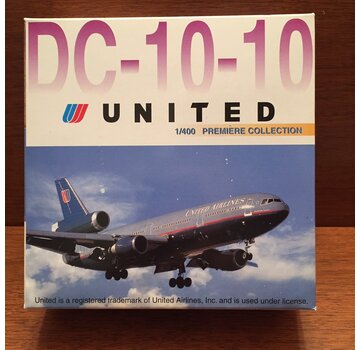 DC-10-10
UNITED
1/400 PREMIERE COLLECTION
UNITED AIRLINES
United is a registered trademark of United Airlines, Inc. and is used under license.